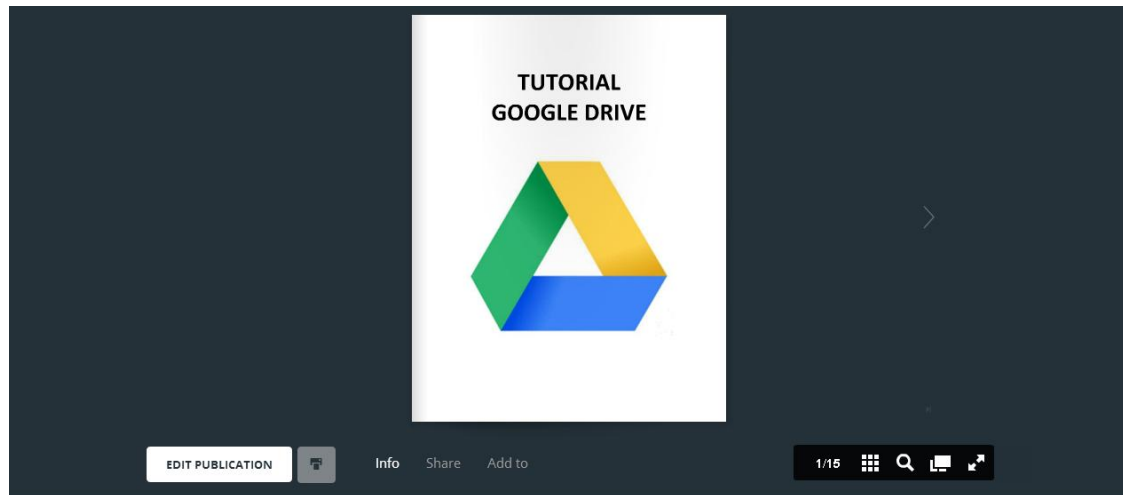 TUTORIAL
GOOGLE DRIVE
EDIT PUBLICATION
Info
Share
Add to
1/15